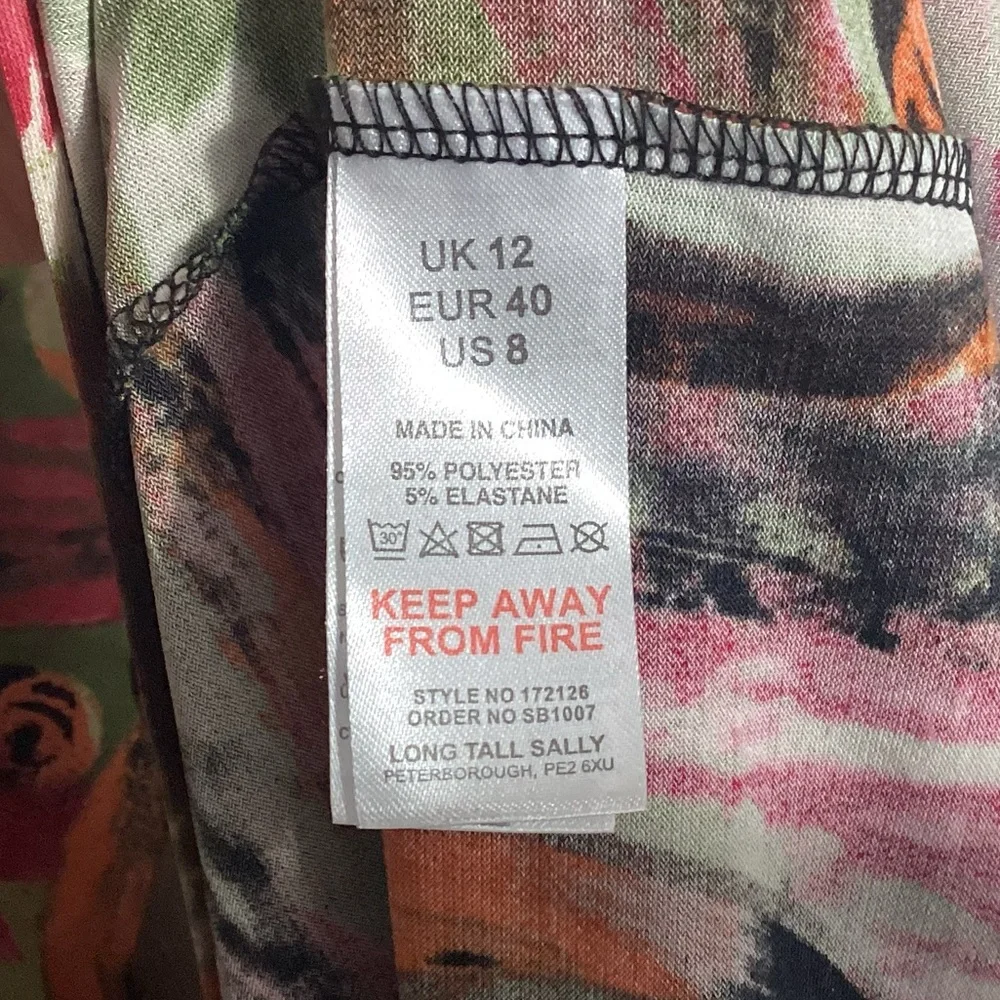 UK 12
EUR 40
US 8
MADE IN CHINA
95% POLYESTER
5% ELASTANE
30°
KEEP AWAY
FROM FIRE
STYLE NO 172126
ORDER NO SB1007
LONG TALL SALLY
PETERBOROUGH, PE2 6XU